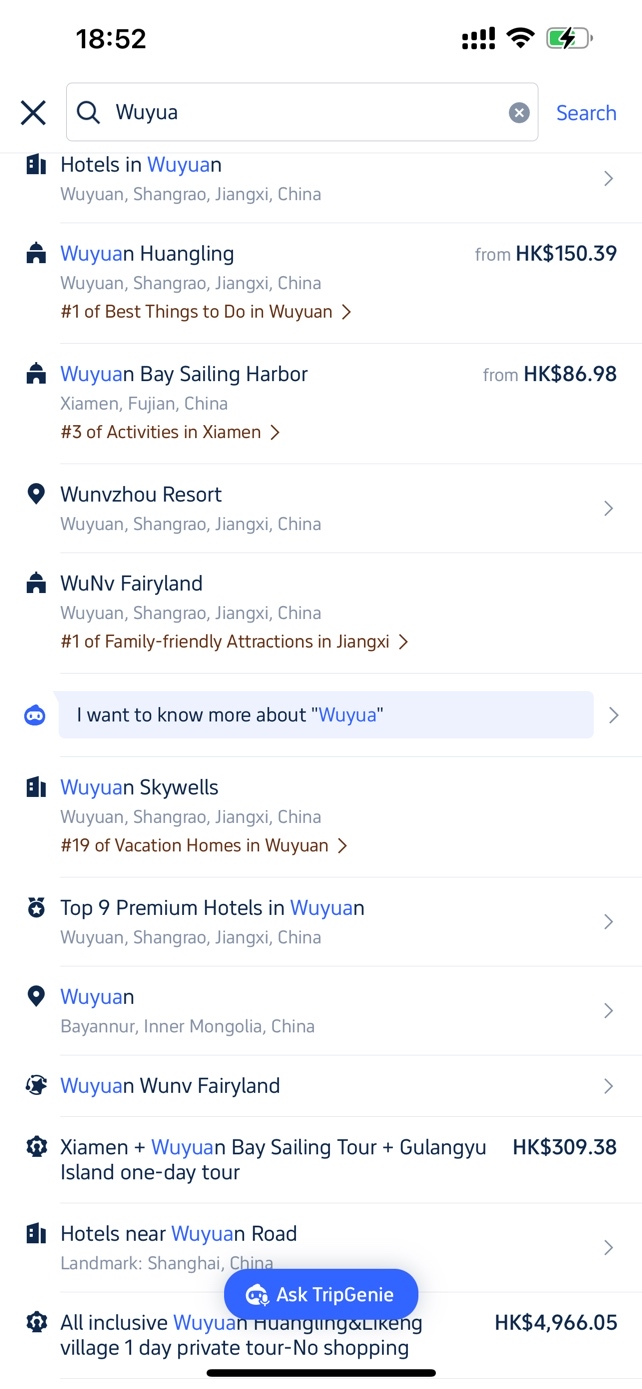 18:52
Wuyua
Search
Hotels in Wuyuan
Wuyuan, Shangrao, Jiangxi, China
Wuyuan Huangling
from HK$150.39
Wuyuan, Shangrao, Jiangxi, China
#1 of Best Things to Do in Wuyuan
Wuyuan Bay Sailing Harbor
from HK$86.98
Xiamen, Fujian, China
#3 of Activities in Xiamen
Wunvzhou Resort
Wuyuan, Shangrao, Jiangxi, China
WuNv Fairyland
Wuyuan, Shangrao, Jiangxi, China
#1 of Family-friendly Attractions in Jiangxi
I want to know more about "Wuyua"
Wuyuan Skywells
Wuyuan, Shangrao, Jiangxi, China
#19 of Vacation Homes in Wuyuan
Top 9 Premium Hotels in Wuyuan
Wuyuan, Shangrao, Jiangxi, China
Wuyuan
Bayannur, Inner Mongolia, China
Wuyuan Wunv Fairyland
Xiamen + Wuyuan Bay Sailing Tour + Gulangyu
HK$309.38
Island one-day tour
Hotels near Wuyuan Road
Landmark: Shanghai, China
Ask TripGenie
All inclusive Wuyuan Huangling&Likeng
HK$4,966.05
village 1 day private tour-No shopping